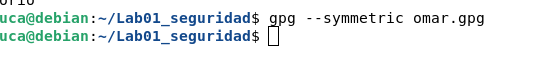 uca@debian:~/Lab01_seguridad$ gpg --symmetric omar.gpg
uca@debian:~/Lab01_seguridad$